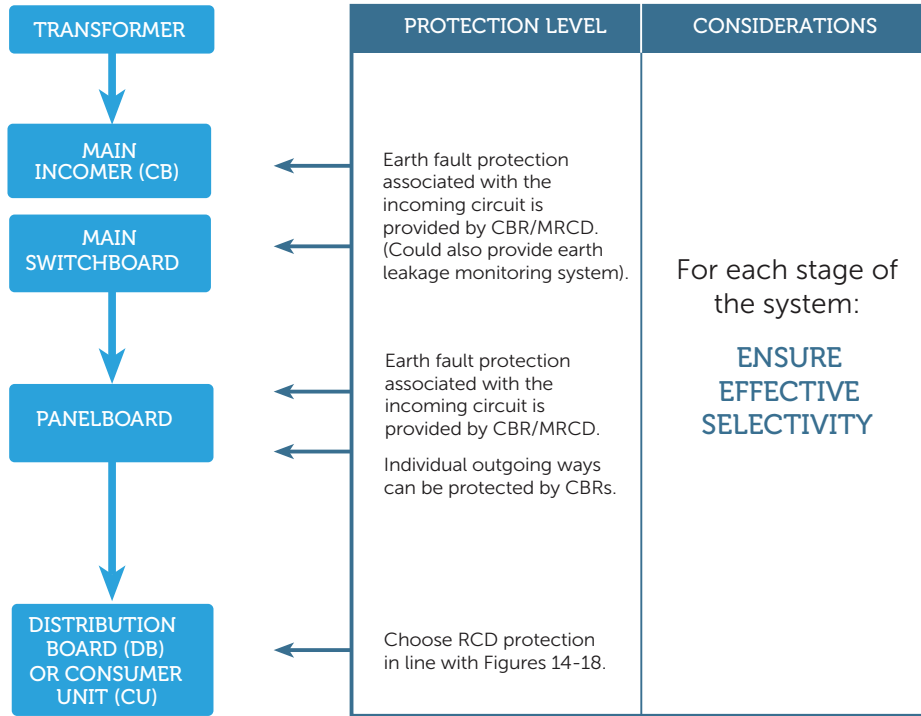 TRANSFORMER
MAIN
INCOMER (CB)
MAIN
SWITCHBOARD
PANELBOARD
DISTRIBUTION
BOARD (DB)
OR CONSUMER
UNIT (CU)
PROTECTION LEVEL
Earth fault protection
associated with the
incoming circuit is
provided by CBR/MRCD.
(Could also provide earth
leakage monitoring system).
Earth fault protection
associated with the
incoming circuit is
provided by CBR/MRCD.
Individual outgoing ways
can be protected by CBRs.
Choose RCD protection
in line with Figures 14-18.
CONSIDERATIONS
For each stage of
the system:
ENSURE
EFFECTIVE
SELECTIVITY